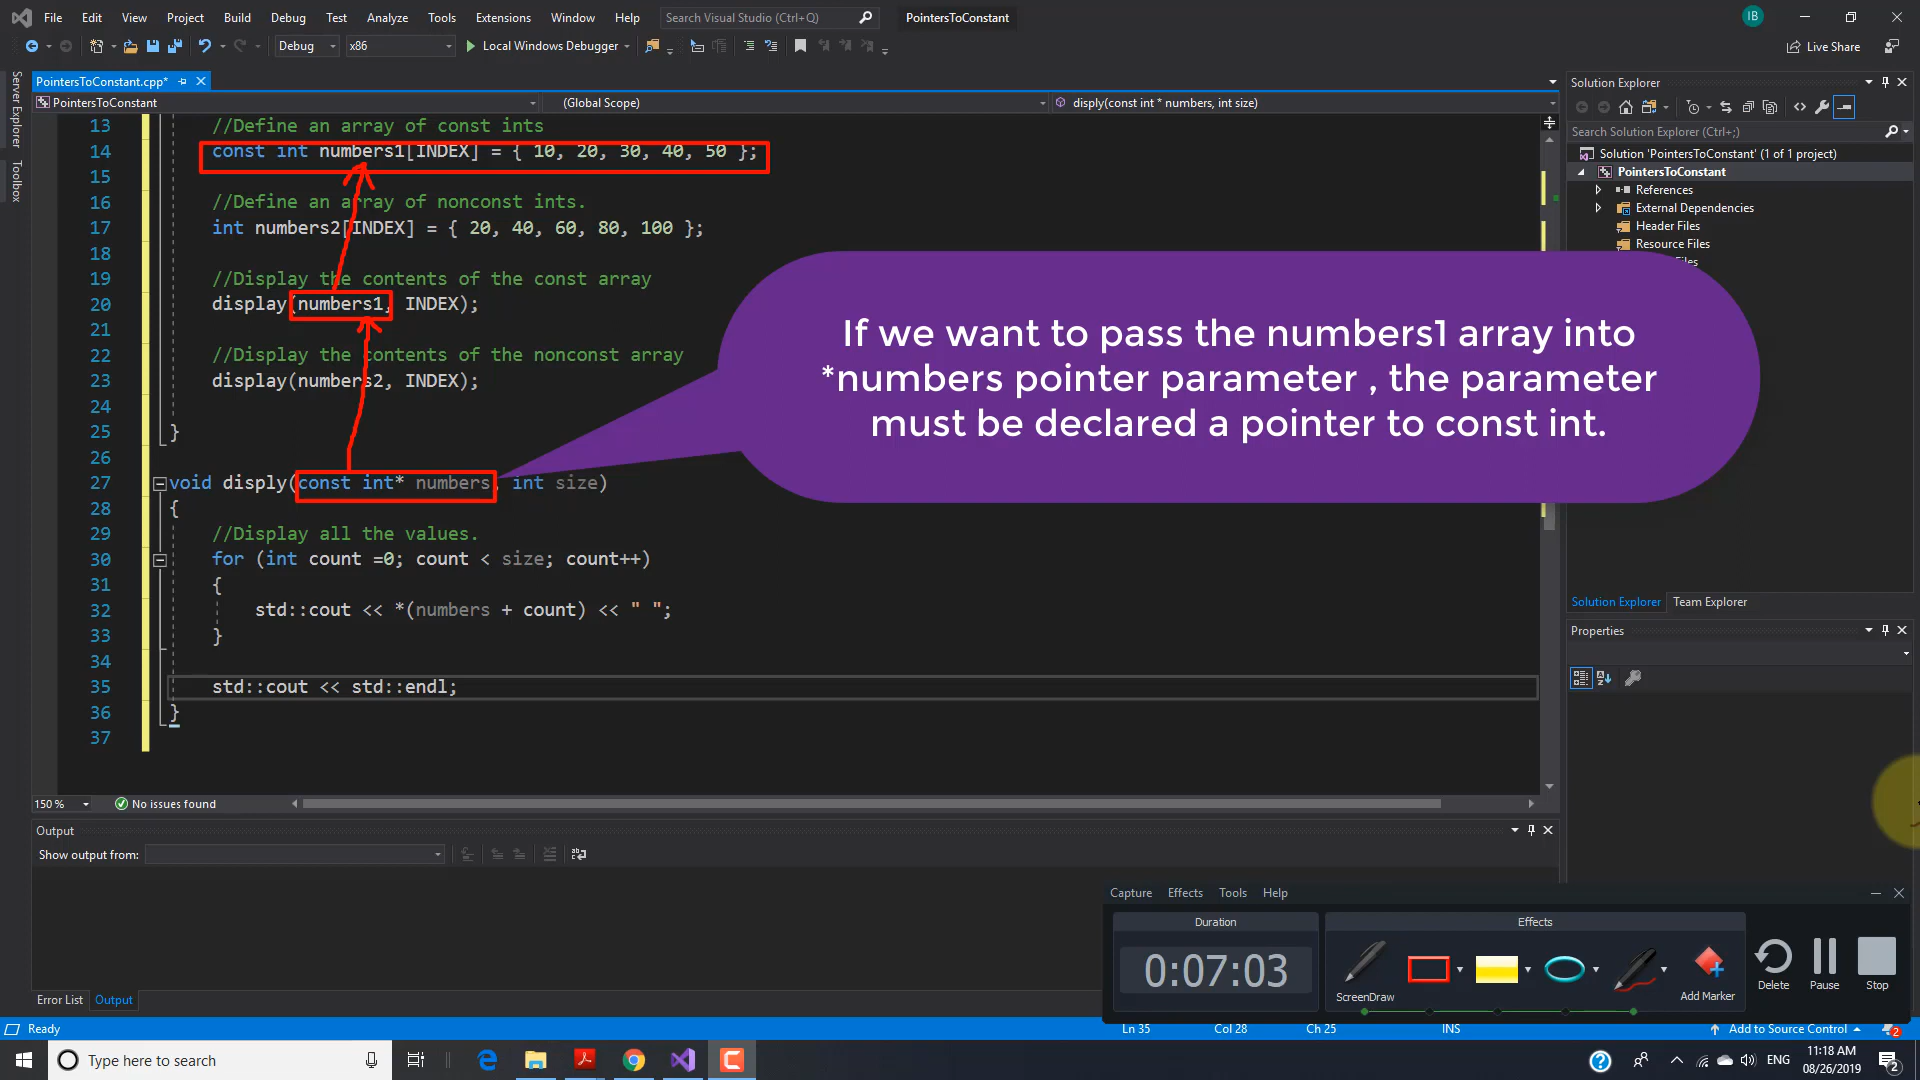 File Edit View Project Build Debug Test Analyze Tools Extensions Window Help Search Visual Studio (Ctrl+Q) PointersToConstant IB
Debug x86 Local Windows Debugger Live Share
Server Explorer
Toolbox
PointersToConstant.cpp*
PointersToConstant (Global Scope) disply(const int * numbers, int size)
13 //Define an array of const ints
14 const int numbers1[INDEX] = { 10, 20, 30, 40, 50 };
15
16 //Define an array of nonconst ints.
17 int numbers2[INDEX] = { 20, 40, 60, 80, 100 };
18
19 //Display the contents of the const array
20 display(numbers1, INDEX);
21
22 //Display the contents of the nonconst array
23 display(numbers2, INDEX);
24
25 }
26
27 void disply(const int* numbers, int size)
28 {
29 //Display all the values.
30 for (int count =0; count < size; count++)
31 {
32 std::cout << *(numbers + count) << " ";
33 }
34
35 std::cout << std::endl;
36 }
37
If we want to pass the numbers1 array into
*numbers pointer parameter , the parameter
must be declared a pointer to const int.
150 % No issues found
Solution Explorer
Search Solution Explorer (Ctrl+;)
Solution 'PointersToConstant' (1 of 1 project)
PointersToConstant
References
External Dependencies
Header Files
Resource Files
Solution Explorer Team Explorer
Properties
Output
Show output from:
Error List Output
Capture Effects Tools Help
Duration Effects
0:07:03
ScreenDraw Add Marker Delete Pause Stop
Ready Ln 35 Col 28 Ch 25 INS Add to Source Control 2
Type here to search
ENG 11:18 AM
08/26/2019 2